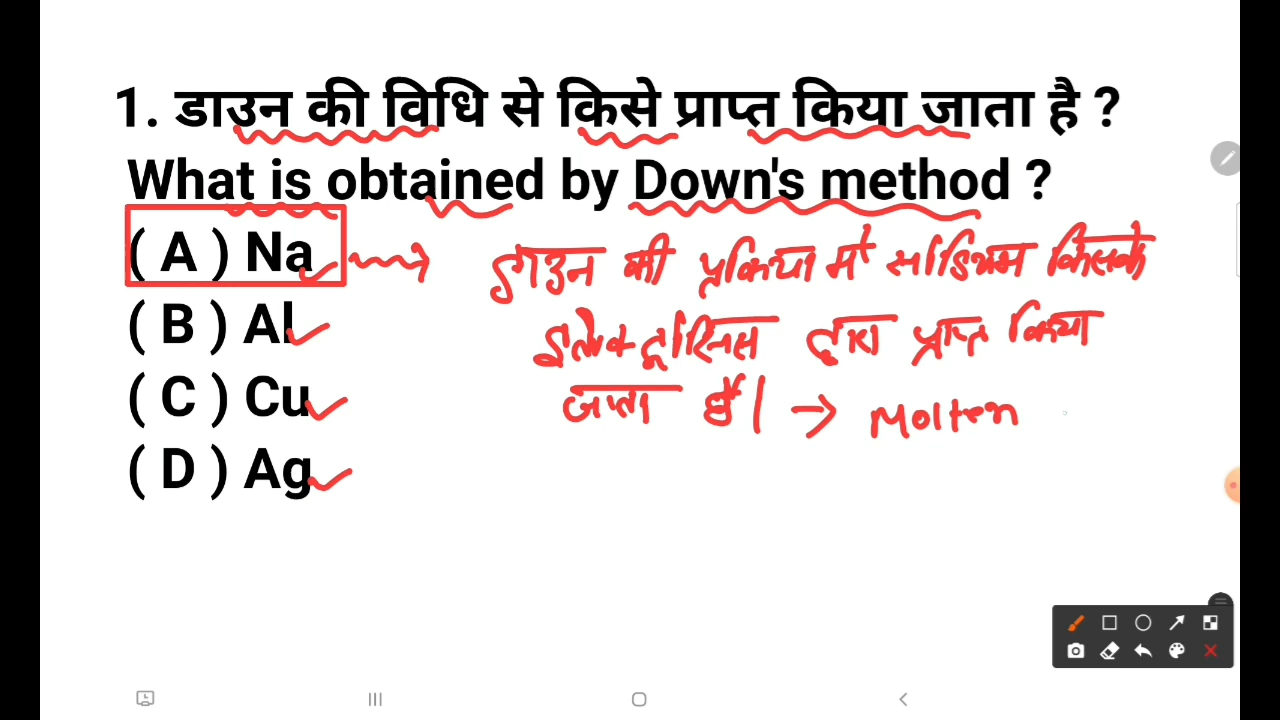 1. डाउन की विधि से किसे प्राप्त किया जाता है ?
What is obtained by Down's method ?
( A ) Na
( B ) Al
( C ) Cu
( D ) Ag
डाउन की प्रक्रिया में सोडियम किसके
इलेक्ट्रोलिसिस द्वारा प्राप्त किया
जाता है। → Molten